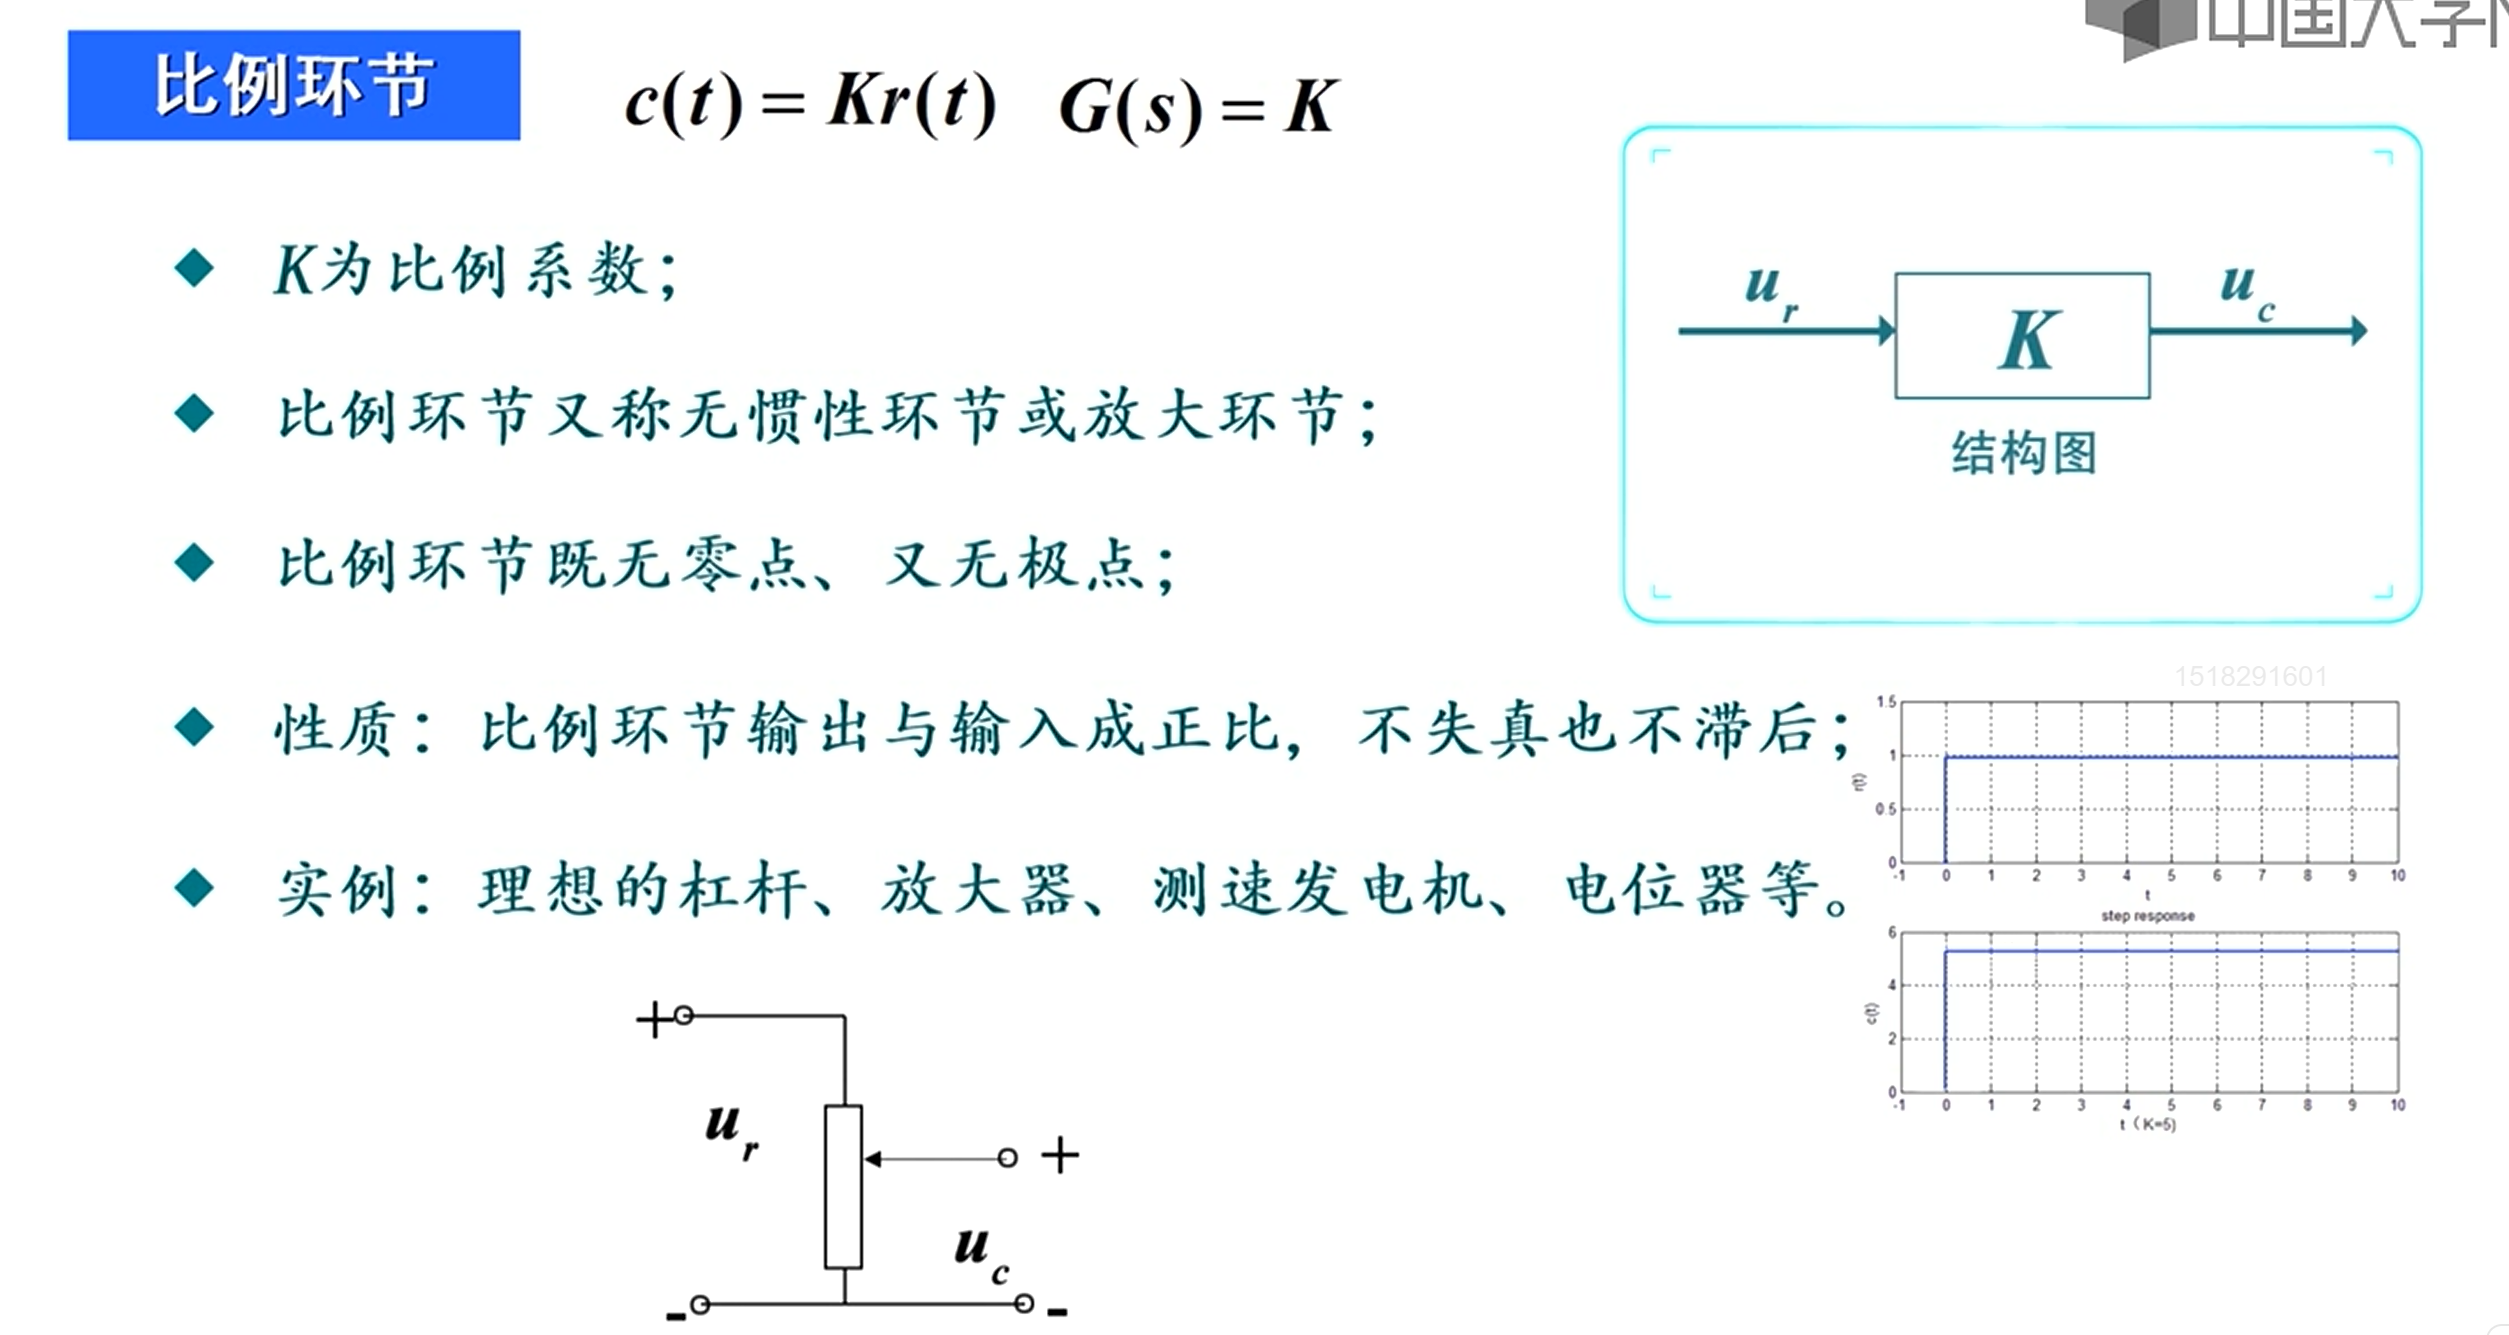 中国大学
比例环节
c(t) = Kr(t) G(s) = K
K为比例系数；
比例环节又称无惯性环节或放大环节；
比例环节既无零点、又无极点；
性质：比例环节输出与输入成正比，不失真也不滞后；
实例：理想的杠杆、放大器、测速发电机、电位器等。
u_r
K
u_c
结构图
1518291601
1.5
1
0.5
0
r(t)
-1 0 1 2 3 4 5 6 7 8 9 10
t
step response
6
4
2
0
c(t)
-1 0 1 2 3 4 5 6 7 8 9 10
t（K=5）
+
u_r
+
u_c
-
-